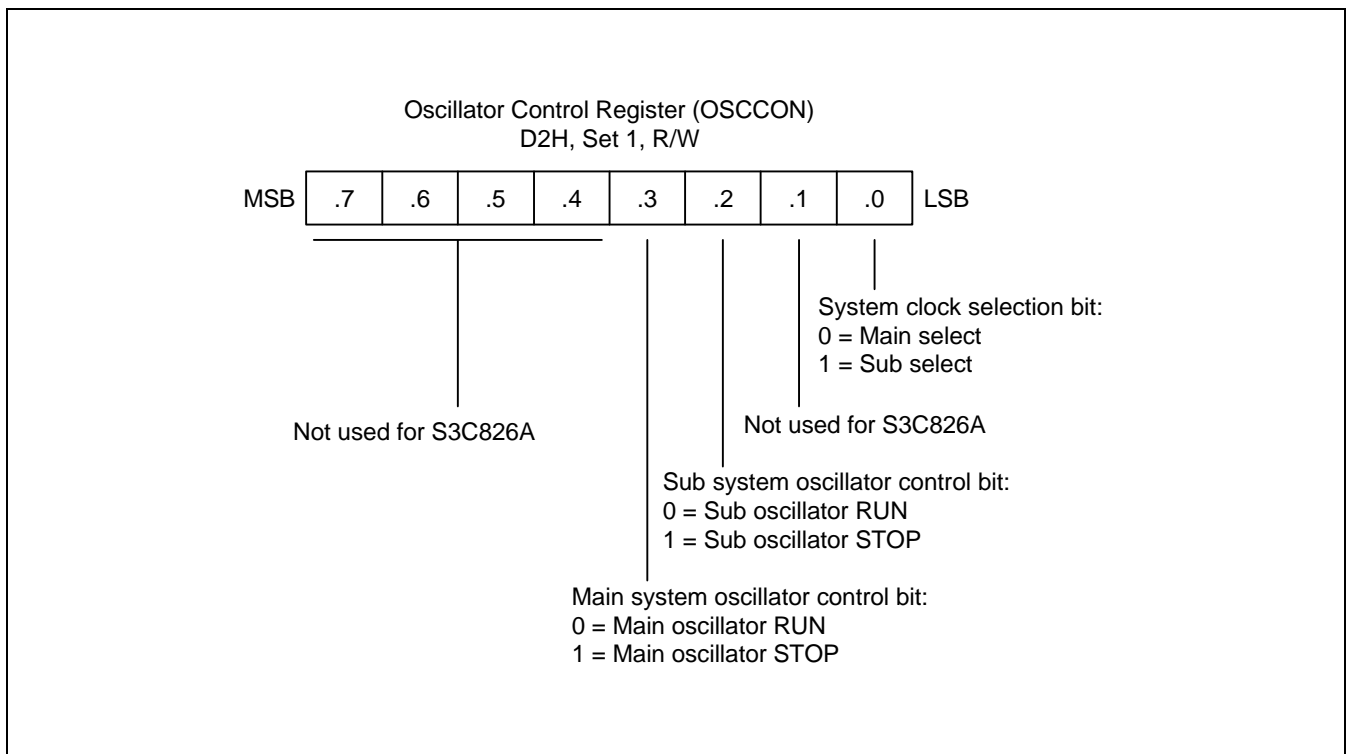 Oscillator Control Register (OSCCON)
D2H, Set 1, R/W
MSB .7 .6 .5 .4 .3 .2 .1 .0 LSB
System clock selection bit:
0 = Main select
1 = Sub select
Not used for S3C826A
Not used for S3C826A
Sub system oscillator control bit:
0 = Sub oscillator RUN
1 = Sub oscillator STOP
Main system oscillator control bit:
0 = Main oscillator RUN
1 = Main oscillator STOP